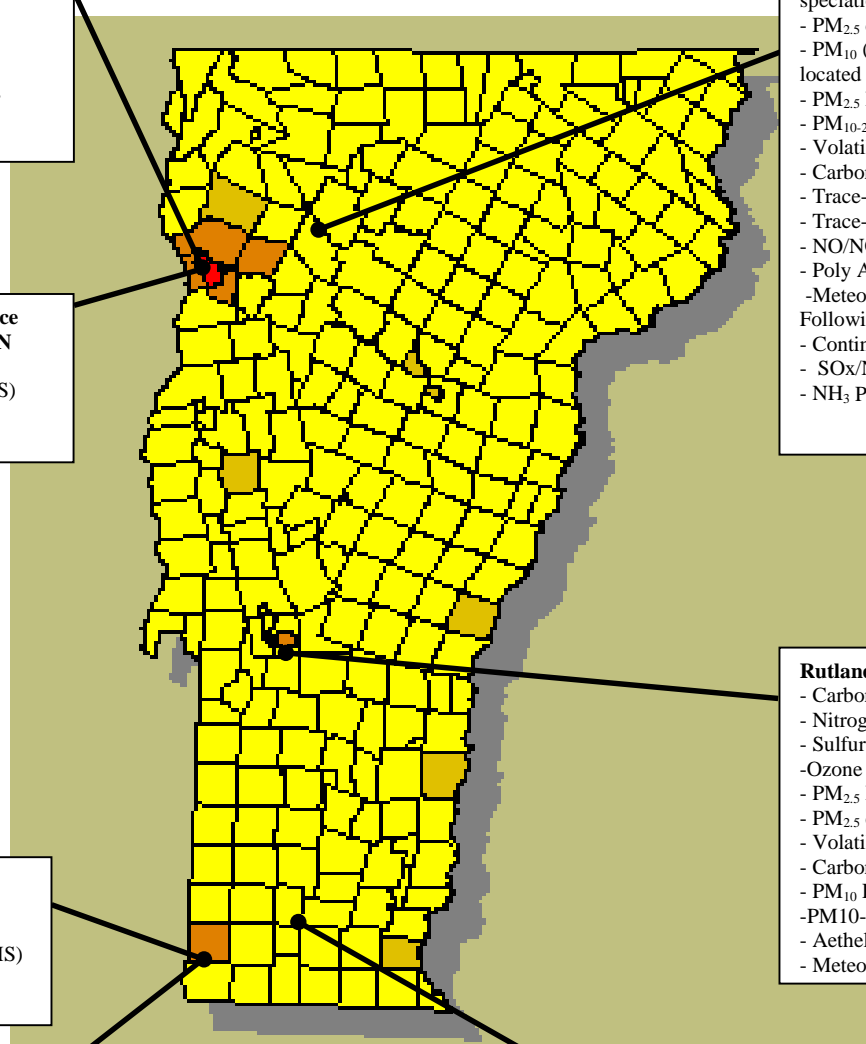 - PM₂.₅
- PM₁₀ (
located
- PM₂.₅
- PM₁₀₋₂
- Volati
- Carbo
- Trace-
- Trace-
- NO/N
- Poly A
-Meteo
Followi
- Contin
- SOx/N
- NH₃ P
ce
N
S)
Rutland
- Carbo
- Nitrog
- Sulfur
-Ozone
- PM₂.₅
- PM₂.₅
- Volati
- Carbo
- PM₁₀
-PM10-
- Aethel
- Meteo
IS)